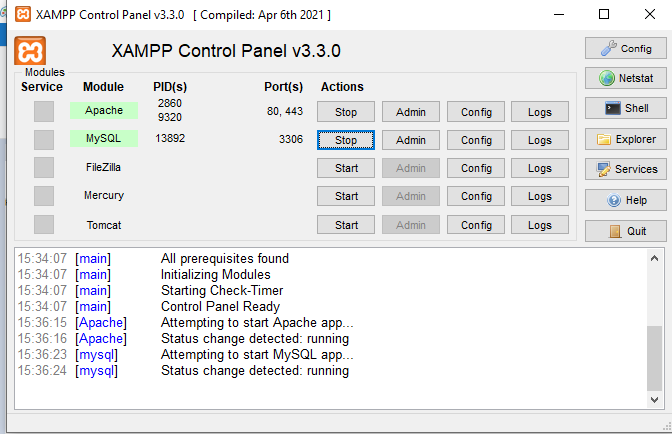 XAMPP Control Panel v3.3.0 [ Compiled: Apr 6th 2021 ]
XAMPP Control Panel v3.3.0
Config
Modules
Service Module PID(s) Port(s) Actions
Netstat
Apache 2860 9320 80, 443 Stop Admin Config Logs
Shell
MySQL 13892 3306 Stop Admin Config Logs
Explorer
FileZilla Start Admin Config Logs
Services
Mercury Start Admin Config Logs
Help
Tomcat Start Admin Config Logs
Quit
15:34:07 [main] All prerequisites found
15:34:07 [main] Initializing Modules
15:34:07 [main] Starting Check-Timer
15:34:07 [main] Control Panel Ready
15:36:15 [Apache] Attempting to start Apache app...
15:36:16 [Apache] Status change detected: running
15:36:23 [mysql] Attempting to start MySQL app...
15:36:24 [mysql] Status change detected: running